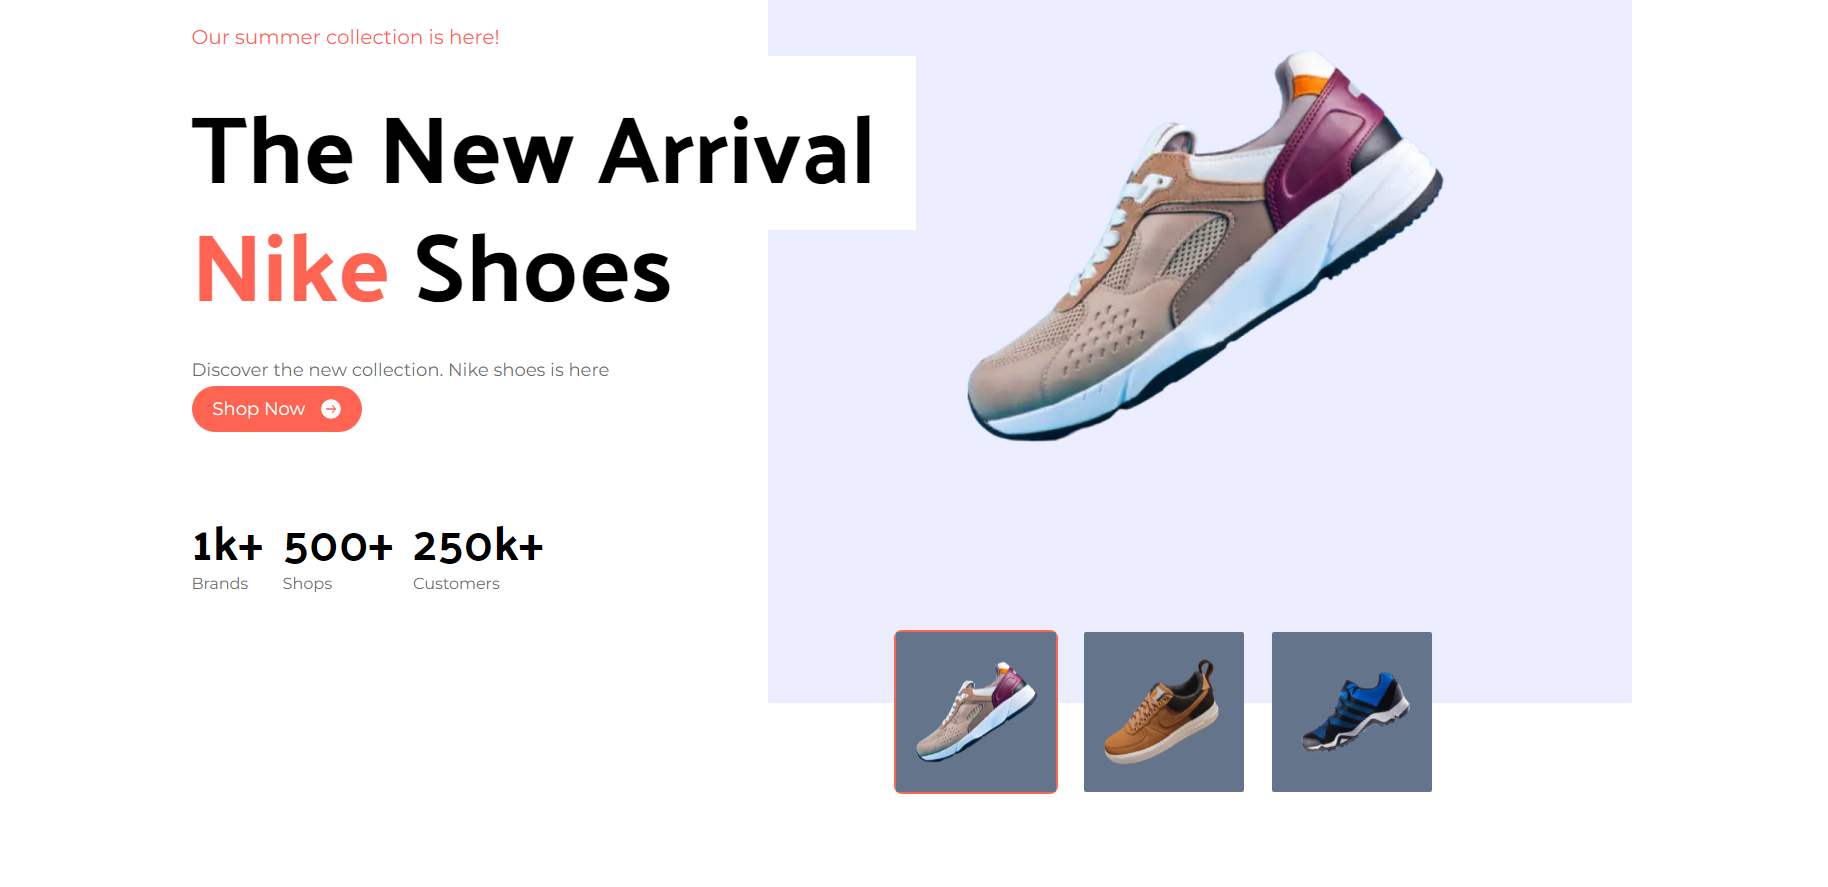 Our summer collection is here!
The New Arrival
Nike Shoes
Discover the new collection. Nike shoes is here
Shop Now
1k+ 500+ 250k+
Brands Shops Customers